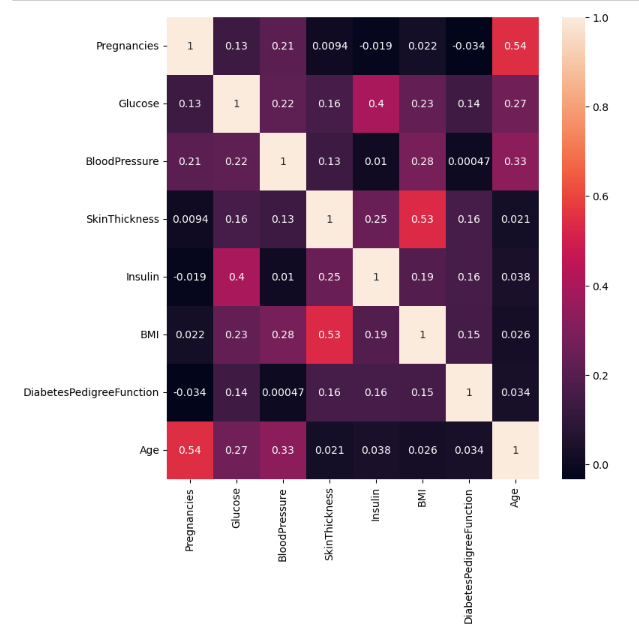 Pregnancies 1 0.13 0.21 0.0094 -0.019 0.022 -0.034 0.54
Glucose 0.13 1 0.22 0.16 0.4 0.23 0.14 0.27
BloodPressure 0.21 0.22 1 0.13 0.01 0.28 0.00047 0.33
SkinThickness 0.0094 0.16 0.13 1 0.25 0.53 0.16 0.021
Insulin -0.019 0.4 0.01 0.25 1 0.19 0.16 0.038
BMI 0.022 0.23 0.28 0.53 0.19 1 0.15 0.026
DiabetesPedigreeFunction -0.034 0.14 0.00047 0.16 0.16 0.15 1 0.034
Age 0.54 0.27 0.33 0.021 0.038 0.026 0.034 1
Pregnancies
Glucose
BloodPressure
SkinThickness
Insulin
BMI
DiabetesPedigreeFunction
Age
1.0
0.8
0.6
0.4
0.2
0.0